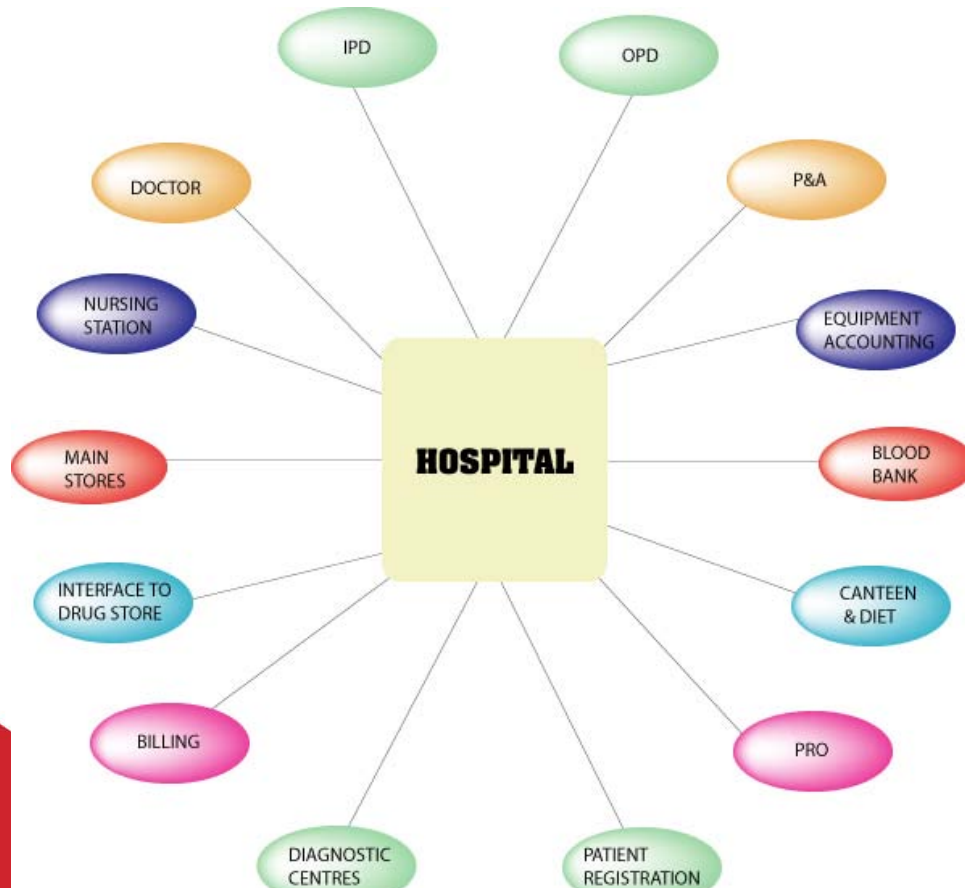 IPD
OPD
DOCTOR
P&A
NURSING
STATION
EQUIPMENT
ACCOUNTING
MAIN
STORES
HOSPITAL
BLOOD
BANK
INTERFACE TO
DRUG STORE
CANTEEN
& DIET
BILLING
PRO
DIAGNOSTIC
CENTRES
PATIENT
REGISTRATION